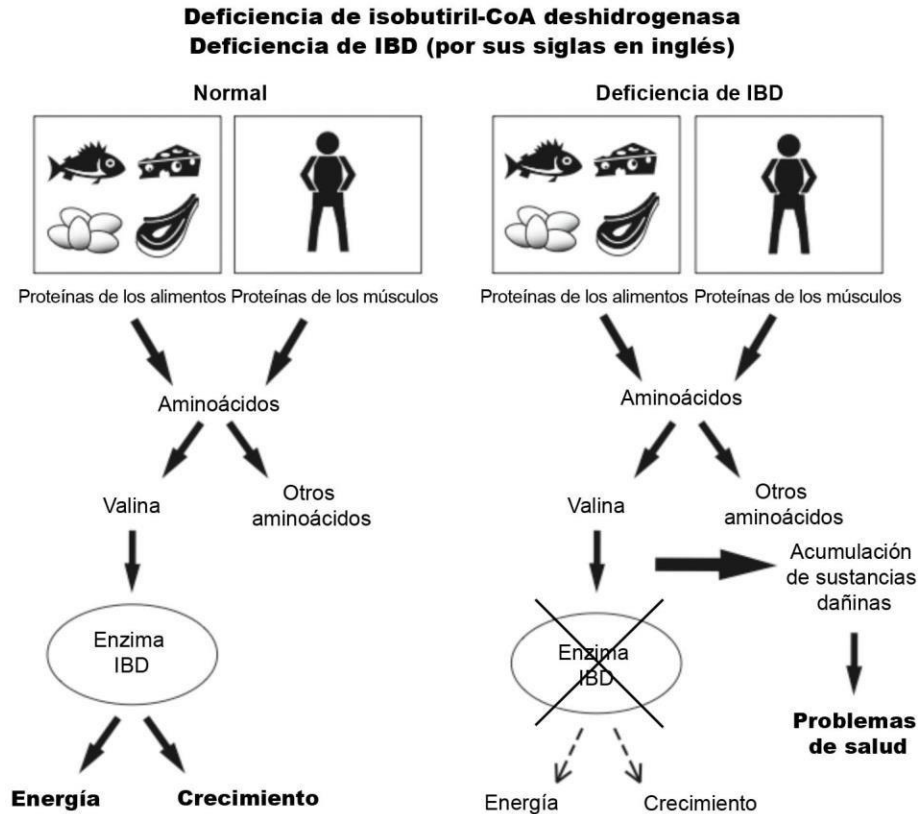 Deficiencia de isobutiril-CoA deshidrogenasa
Deficiencia de IBD (por sus siglas en inglés)
Normal
Proteínas de los alimentos
Proteínas de los músculos
Aminoácidos
Valina
Otros
aminoácidos
Enzima
IBD
Energía
Crecimiento
Deficiencia de IBD
Proteínas de los alimentos
Proteínas de los músculos
Aminoácidos
Valina
Otros
aminoácidos
Acumulación
de sustancias
dañinas
Enzima
IBD
Problemas
de salud
Energía
Crecimiento